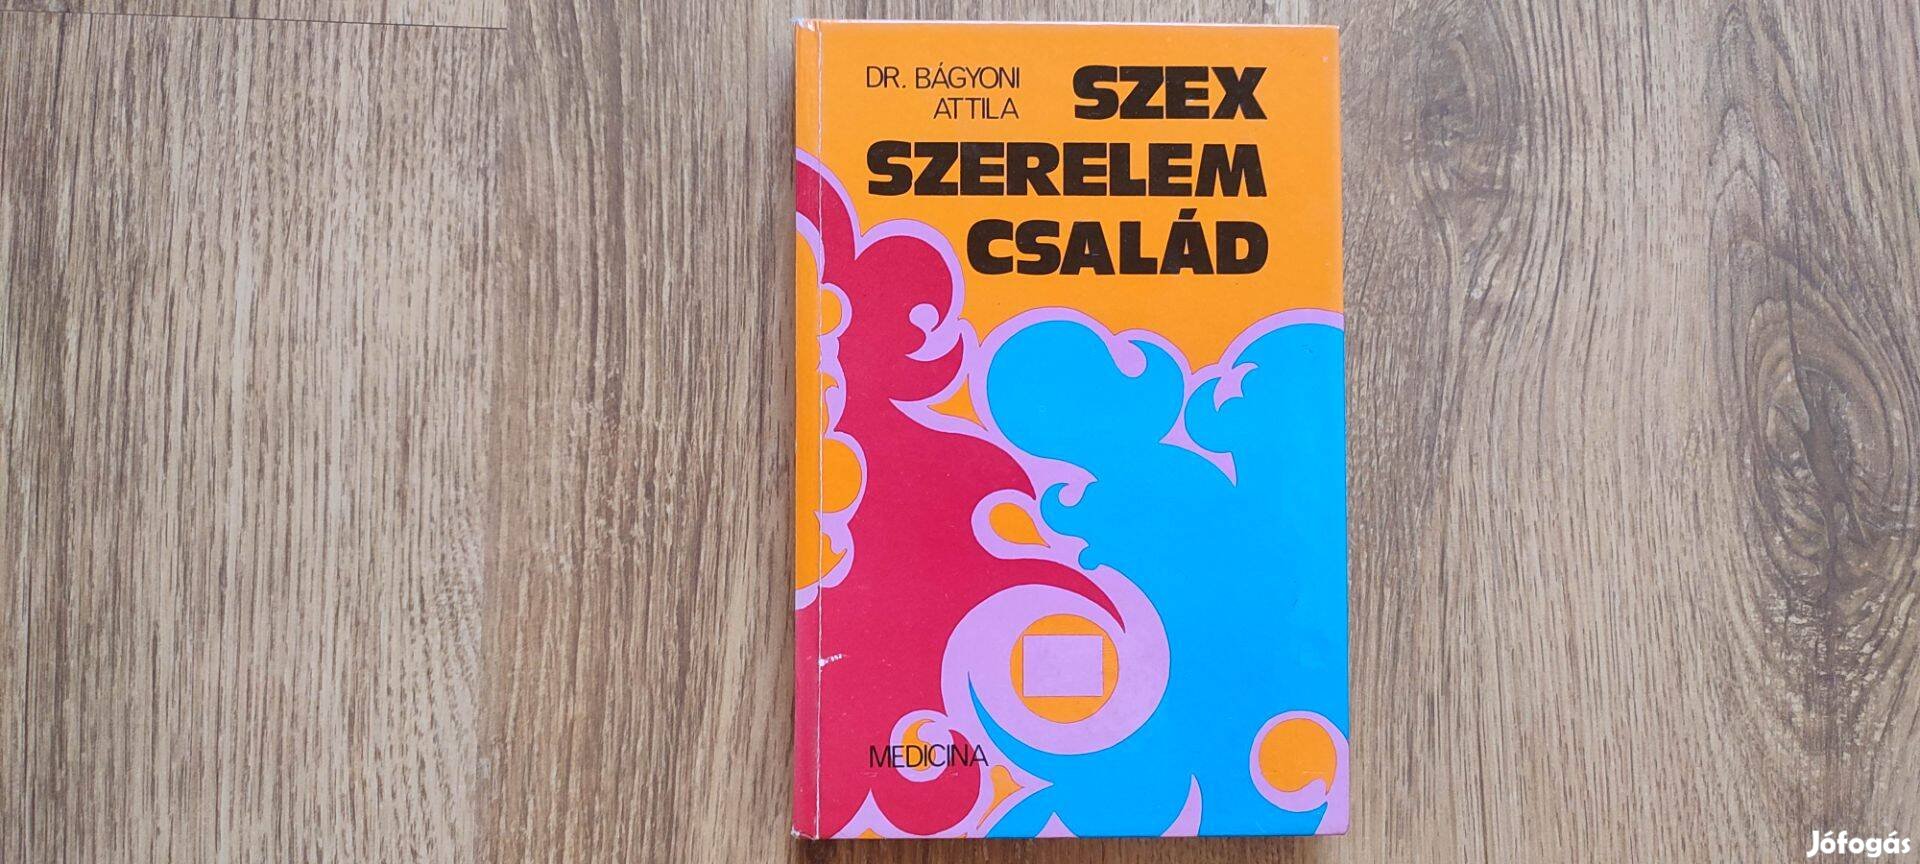 DR. BÁGYONI
ATTILA
SZEX
SZERELEM
CSALÁD
MEDICINA
Jófogás